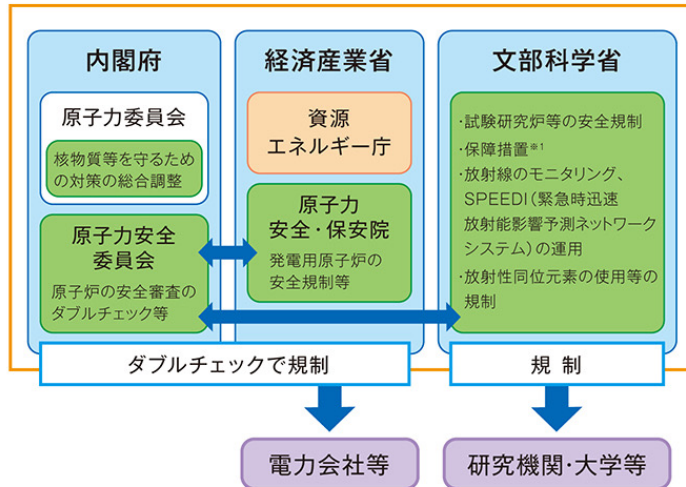 内閣府
原子力委員会
核物質等を守るため
の対策の総合調整
原子力安全
委員会
原子炉の安全審査の
ダブルチェック等
経済産業省
資源
エネルギー庁
原子力
安全・保安院
発電用原子炉の
安全規制等
文部科学省
・試験研究炉等の安全規制
・保障措置※1
・放射線のモニタリング、
SPEEDI（緊急時迅速
放射能影響予測ネットワーク
システム）の運用
・放射性同位元素の使用等の
規制
ダブルチェックで規制
規制
電力会社等
研究機関・大学等